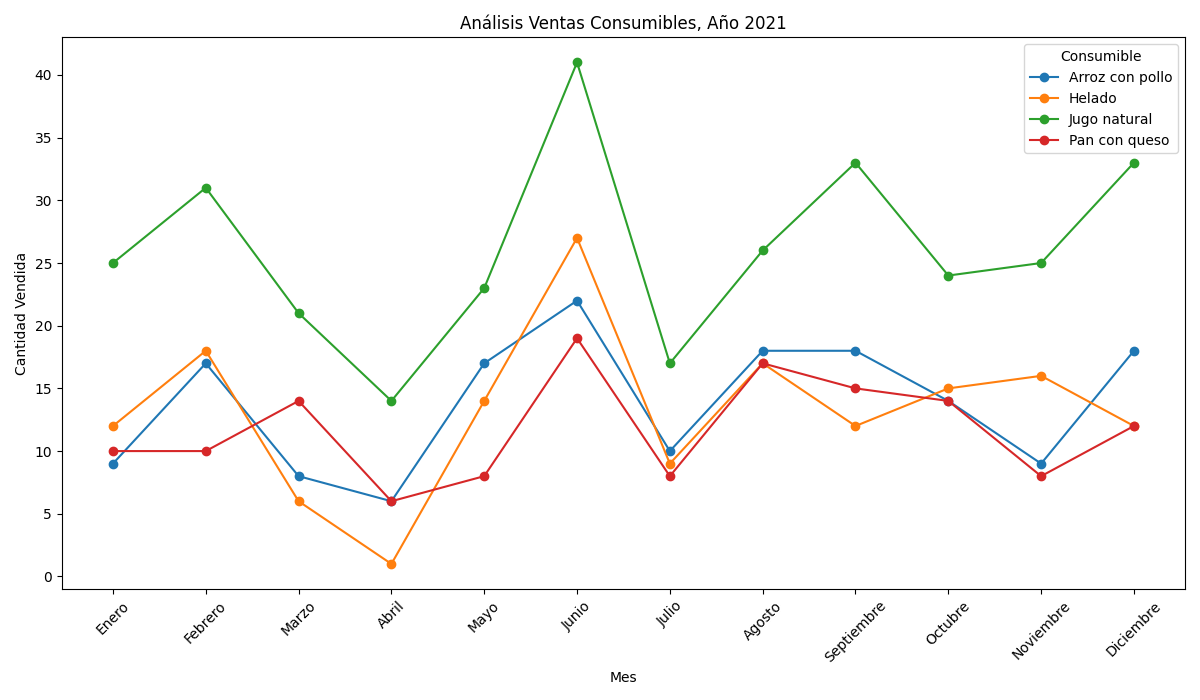 Análisis Ventas Consumibles, Año 2021
Consumible
Arroz con pollo
Helado
Jugo natural
Pan con queso
Cantidad Vendida
40
35
30
25
20
15
10
5
0
Enero
Febrero
Marzo
Abril
Mayo
Junio
Julio
Agosto
Septiembre
Octubre
Noviembre
Diciembre
Mes